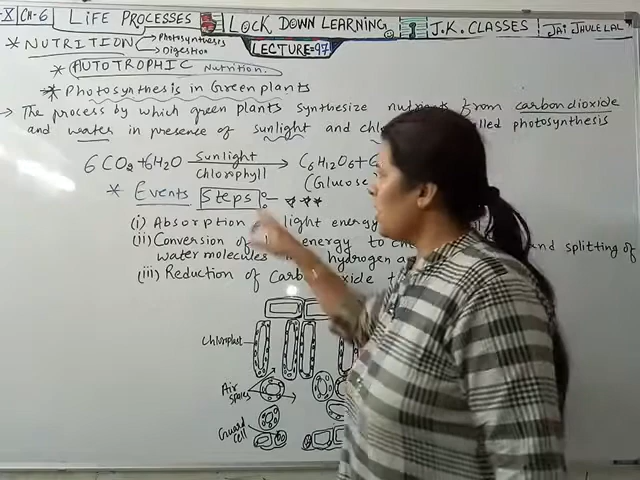 -X CH-6 LIFE PROCESSES LOCK DOWN LEARNING J.K. CLASSES JAI JHULELAL
* NUTRITION Photosynthesis
Digestion
LECTURE=97
* AUTOTROPHIC Nutrition.
* Photosynthesis in Green plants
→ The process by which green plants synthesize nutrients from carbondioxide
and water in presence of sunlight and photosynthesis
6CO2+6H2O Sunlight → C6H12O6+
Chlorophyll (Glucose
* Events Steps
(i) Absorption light energy
(ii) Conversion of energy to and splitting of
water molecules hydrogen
(iii) Reduction of
Chloroplast
Air
spaces
Guard
cell